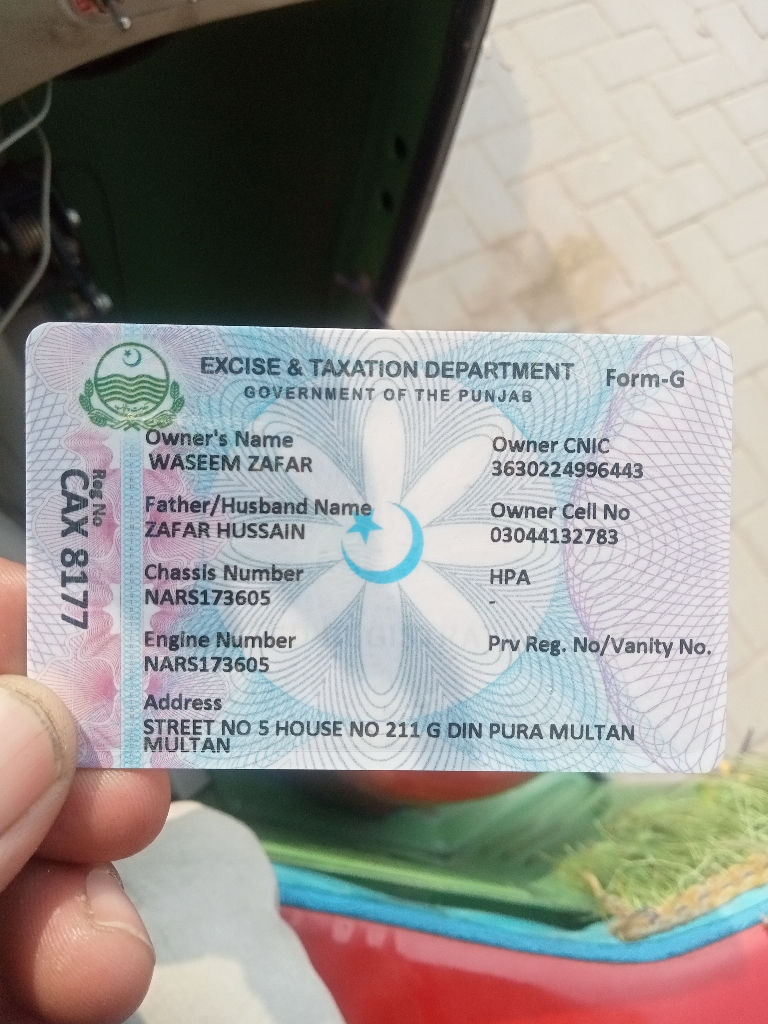 EXCISE & TAXATION DEPARTMENT
GOVERNMENT OF THE PUNJAB
Form-G
Reg No
CAX 8177
Owner's Name
WASEEM ZAFAR
Owner CNIC
3630224996443
Father/Husband Name
ZAFAR HUSSAIN
Owner Cell No
03044132783
Chassis Number
NARS173605
HPA
-
Engine Number
NARS173605
Prv Reg. No/Vanity No.
Address
STREET NO 5 HOUSE NO 211 G DIN PURA MULTAN
MULTAN